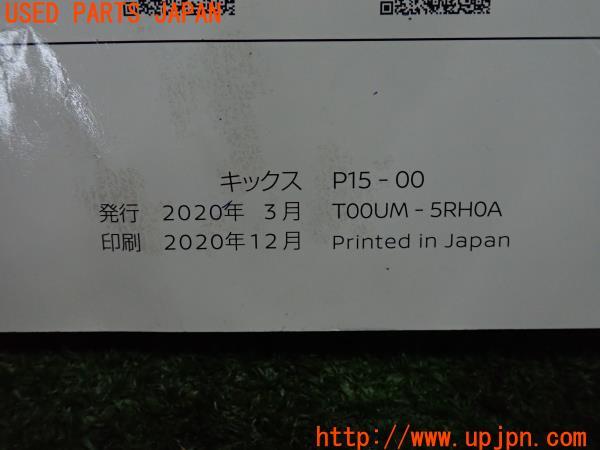 USED PARTS JAPAN
キックス P15-00
発行 2020年 3月 T00UM-5RH0A
印刷 2020年12月 Printed in Japan
http://www.upjpn.com/